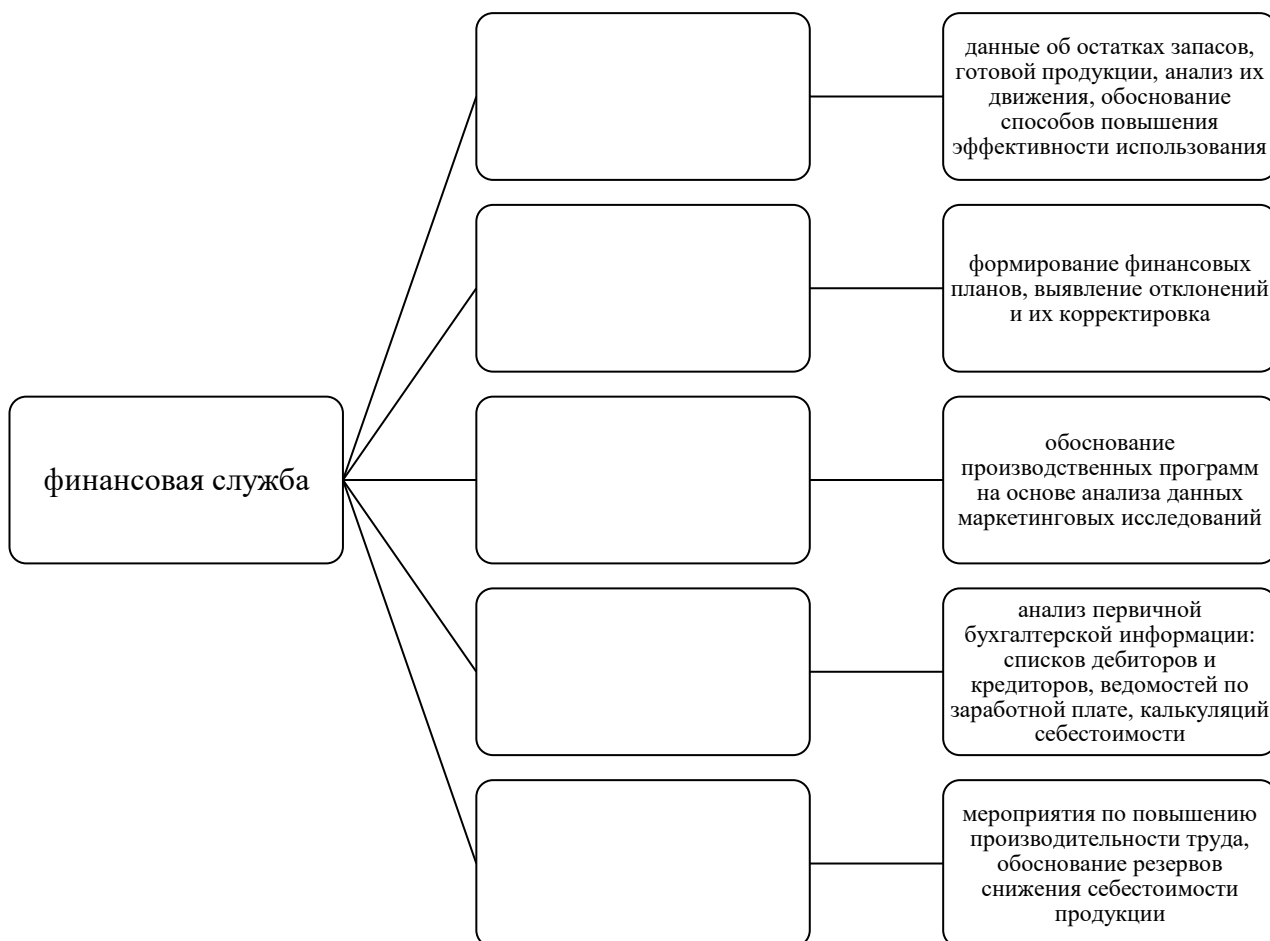 данные об остатках запасов,
готовой продукции, анализ их
движения, обоснование
способов повышения
эффективности использования
формирование финансовых
планов, выявление отклонений
и их корректировка
финансовая служба
обоснование
производственных программ
на основе анализа данных
маркетинговых исследований
анализ первичной
бухгалтерской информации:
списков дебиторов и
кредиторов, ведомостей по
заработной плате, калькуляций
себестоимости
мероприятия по повышению
производительности труда,
обоснование резервов
снижения себестоимости
продукции